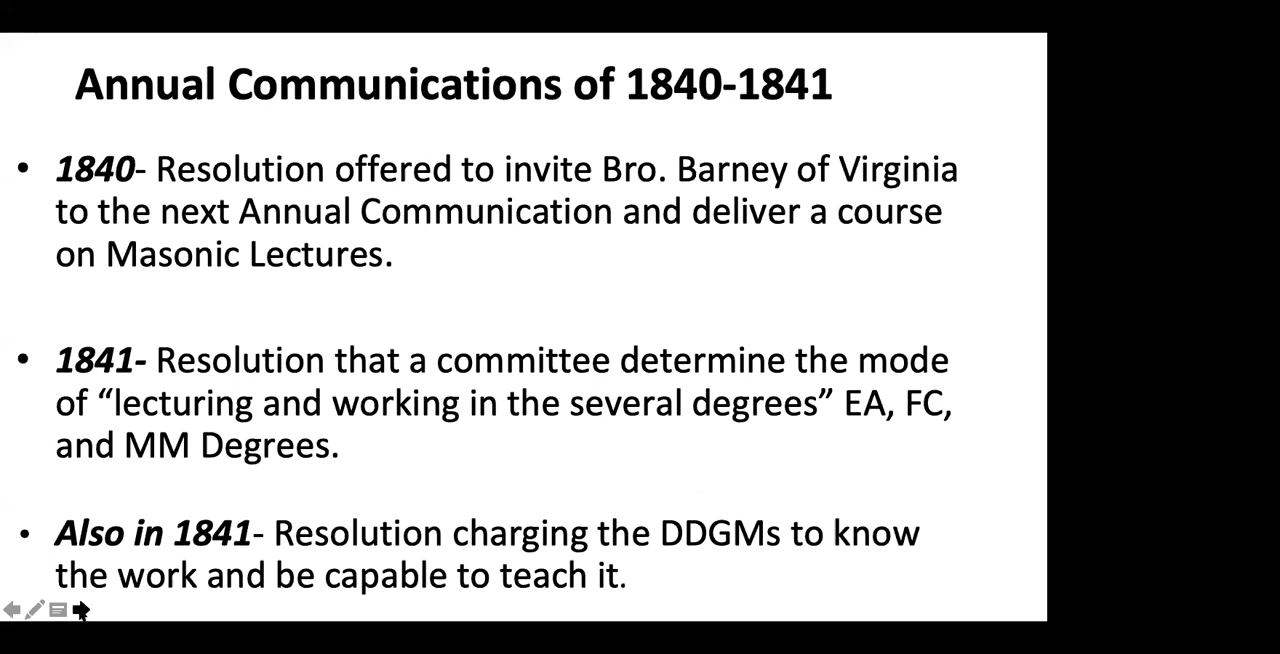 Annual Communications of 1840-1841
• 1840- Resolution offered to invite Bro. Barney of Virginia
to the next Annual Communication and deliver a course
on Masonic Lectures.
• 1841- Resolution that a committee determine the mode
of “lecturing and working in the several degrees” EA, FC,
and MM Degrees.
• Also in 1841- Resolution charging the DDGMs to know
the work and be capable to teach it.